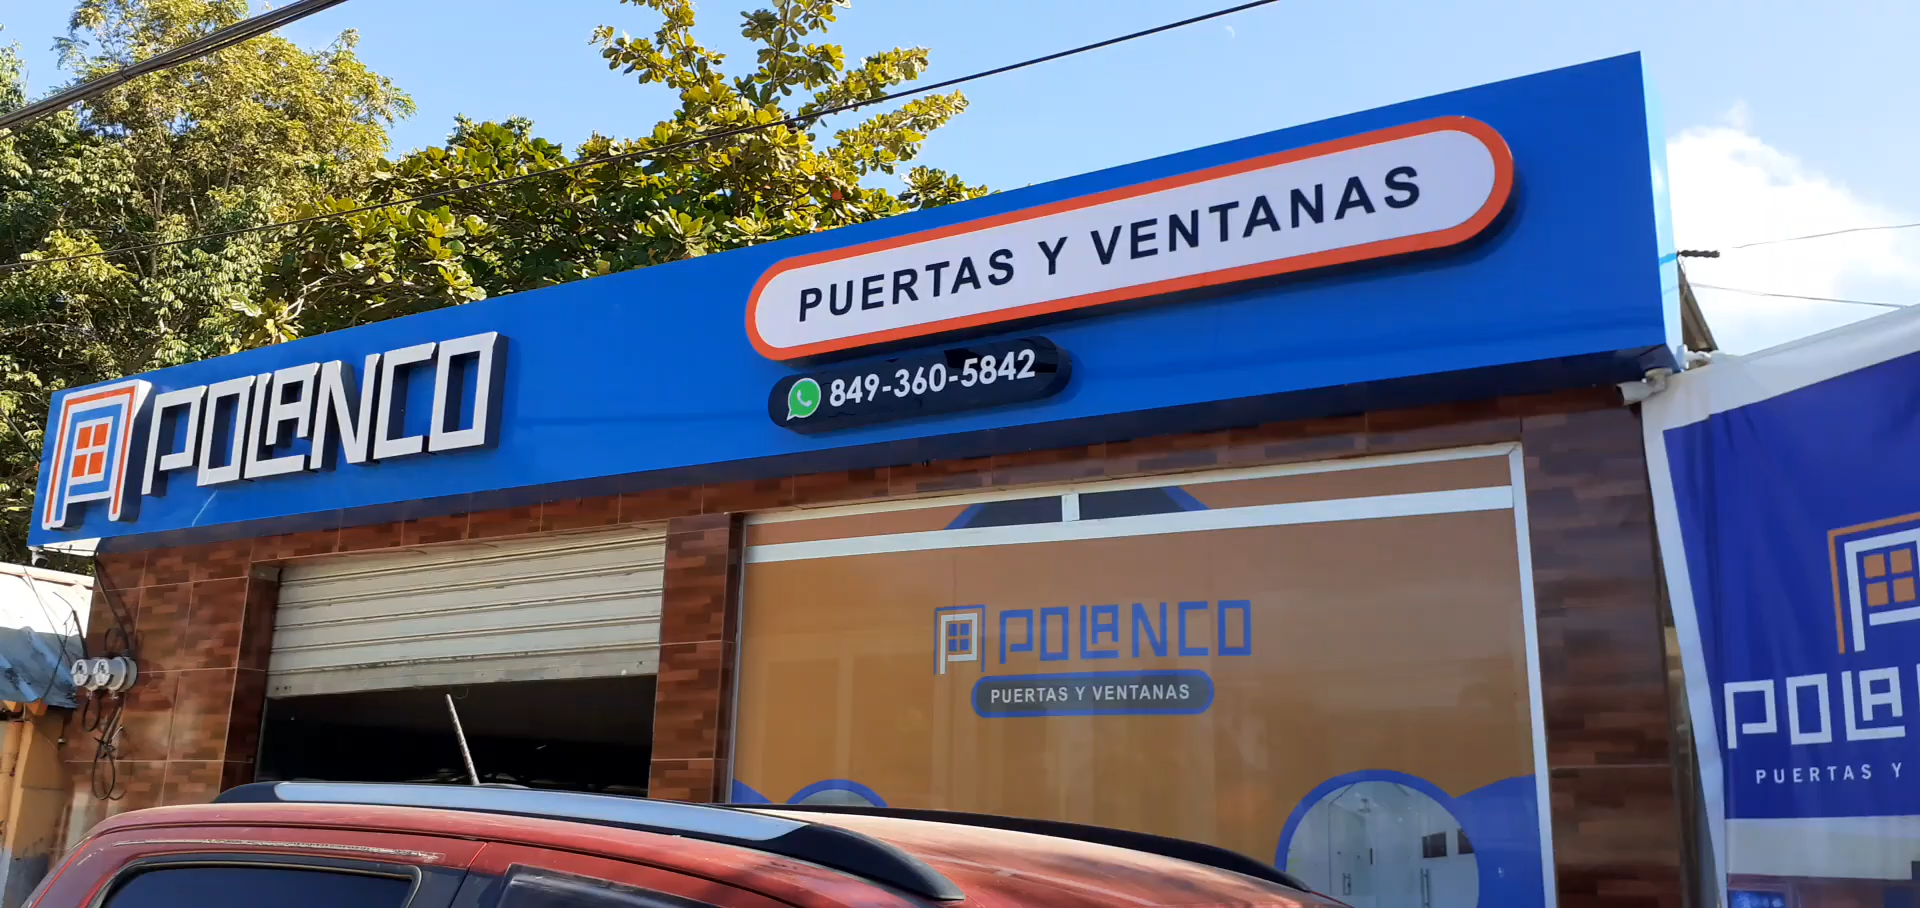 POLANCO
PUERTAS Y VENTANAS
849-360-5842
POLANCO
PUERTAS Y VENTANAS
POLA
PUERTAS Y